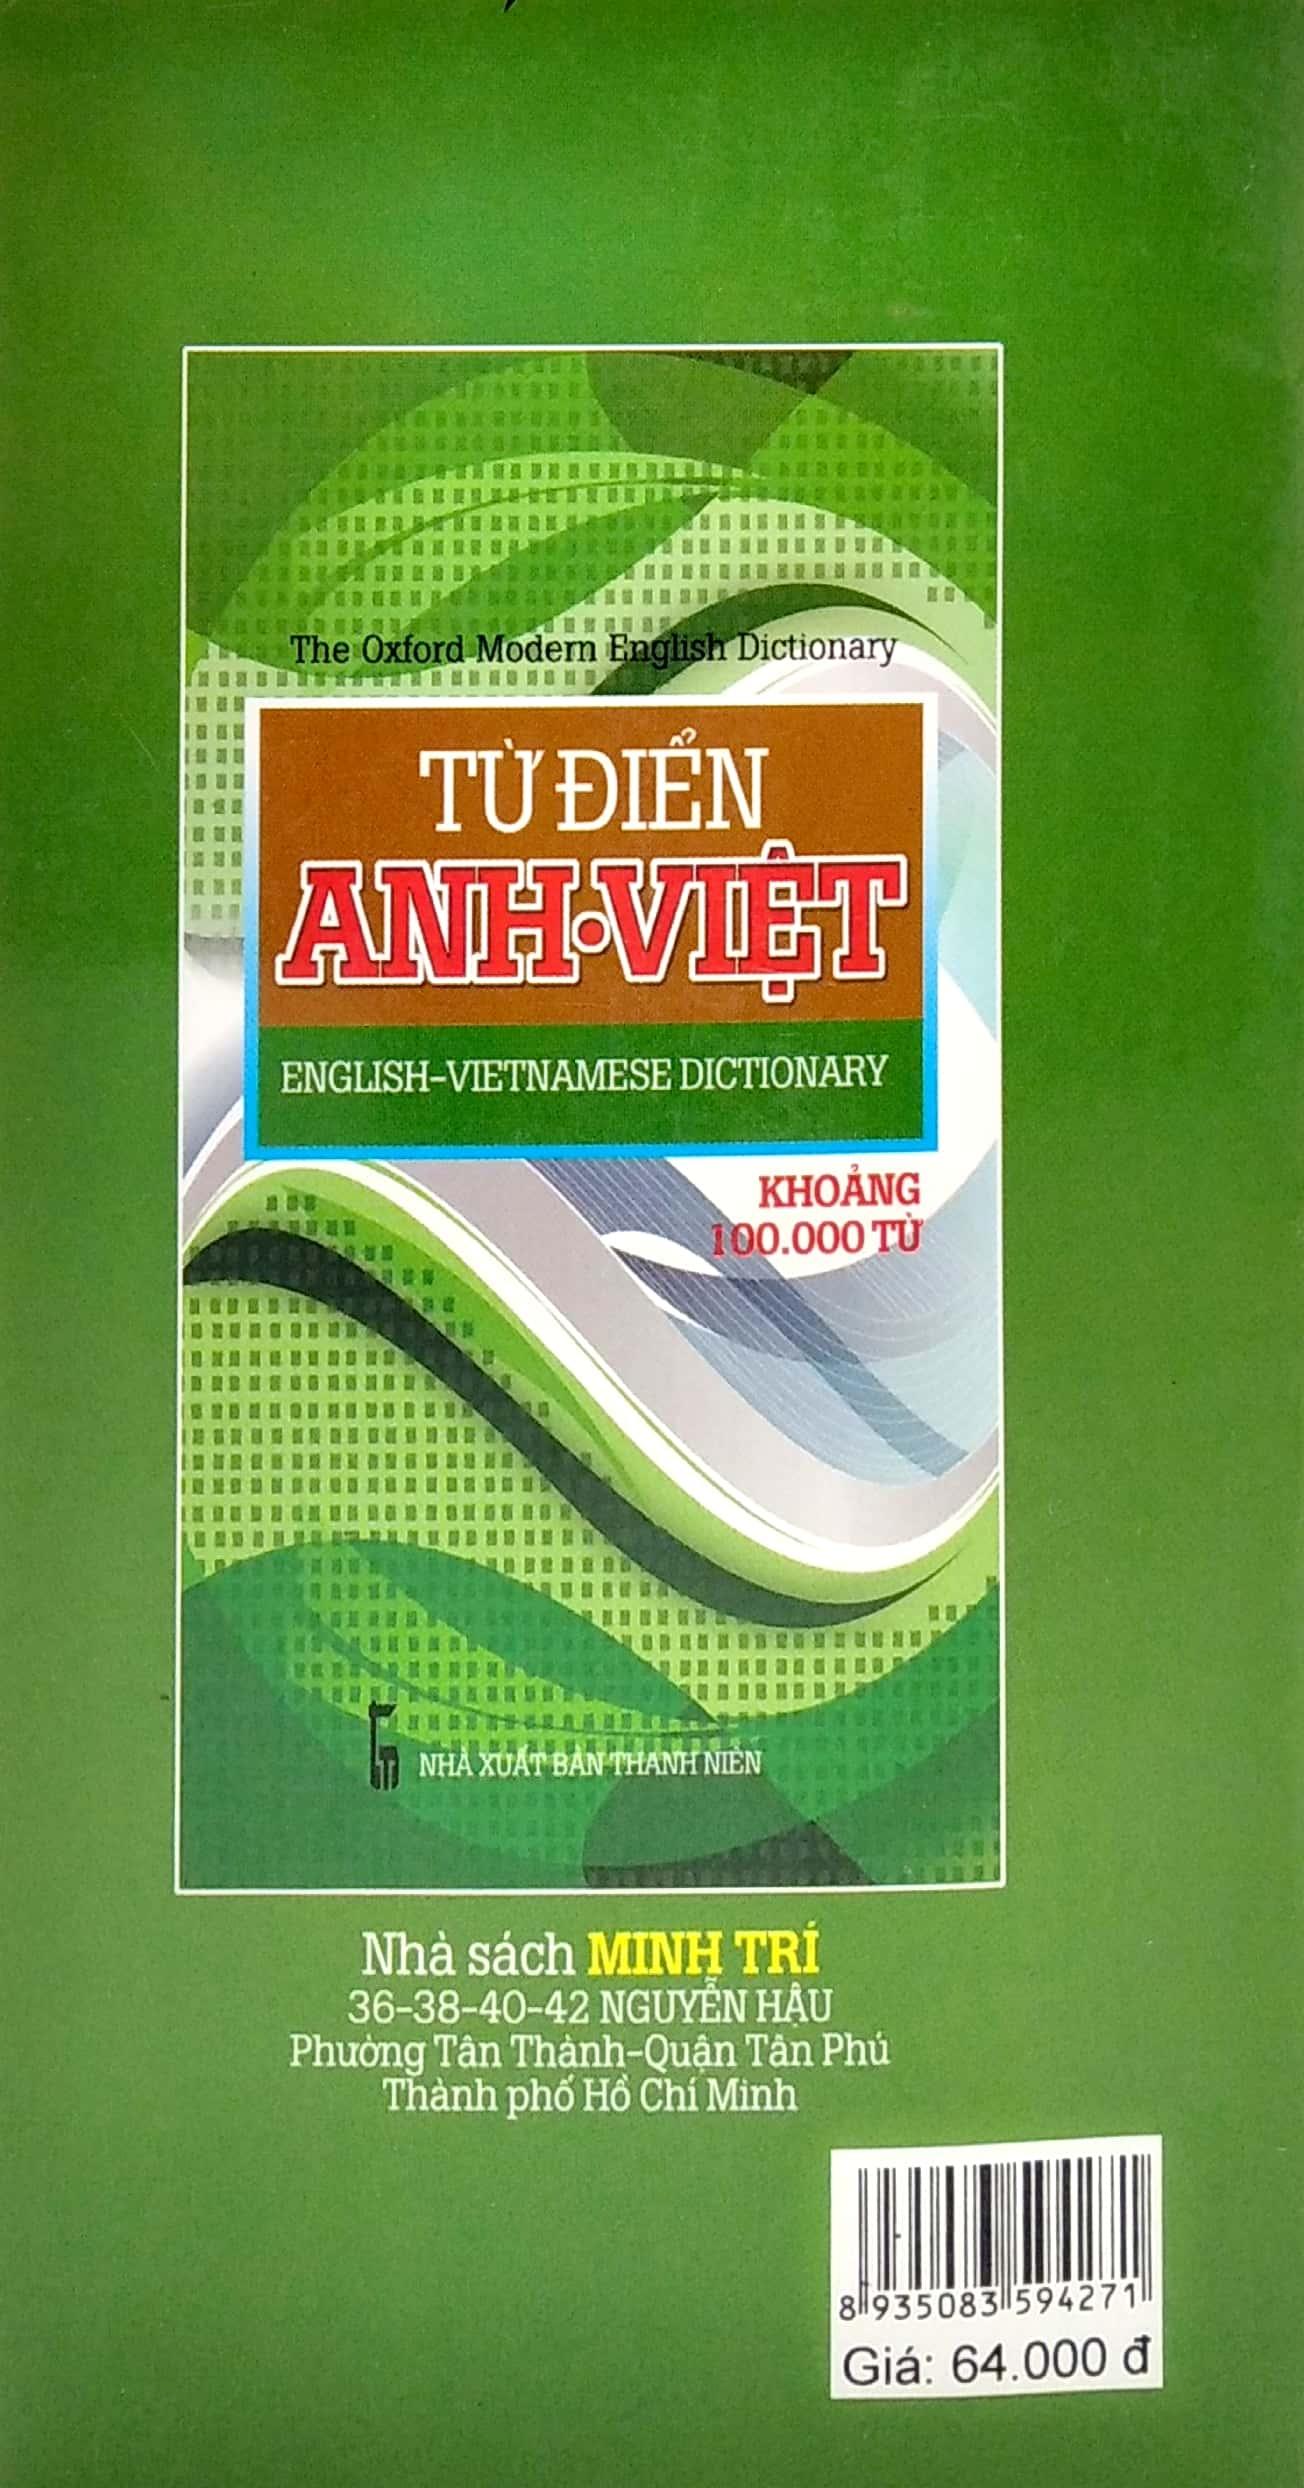 The Oxford Modern English Dictionary
TỪ ĐIỂN
ANH•VIỆT
ENGLISH-VIETNAMESE DICTIONARY
KHOẢNG
100.000 TỪ
NHÀ XUẤT BẢN THANH NIÊN
Nhà sách MINH TRÍ
36-38-40-42 NGUYỄN HẬU
Phường Tân Thành-Quận Tân Phú
Thành phố Hồ Chí Minh
8 935083 594271
Giá: 64.000 đ